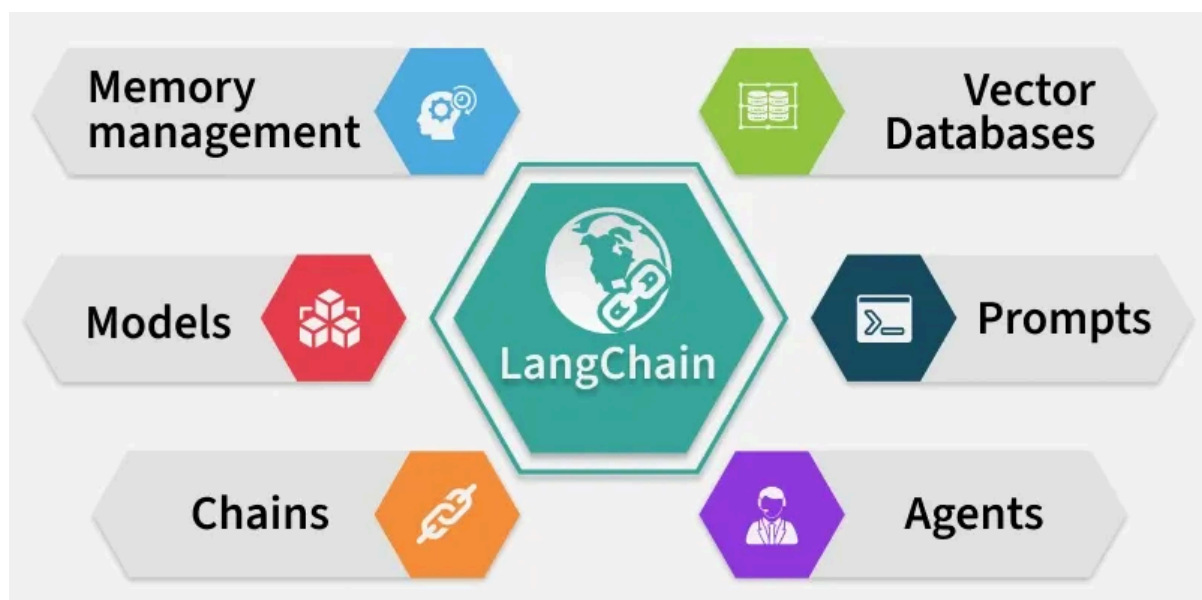 Memory
management
Vector
Databases
Models
LangChain
Prompts
Chains
Agents